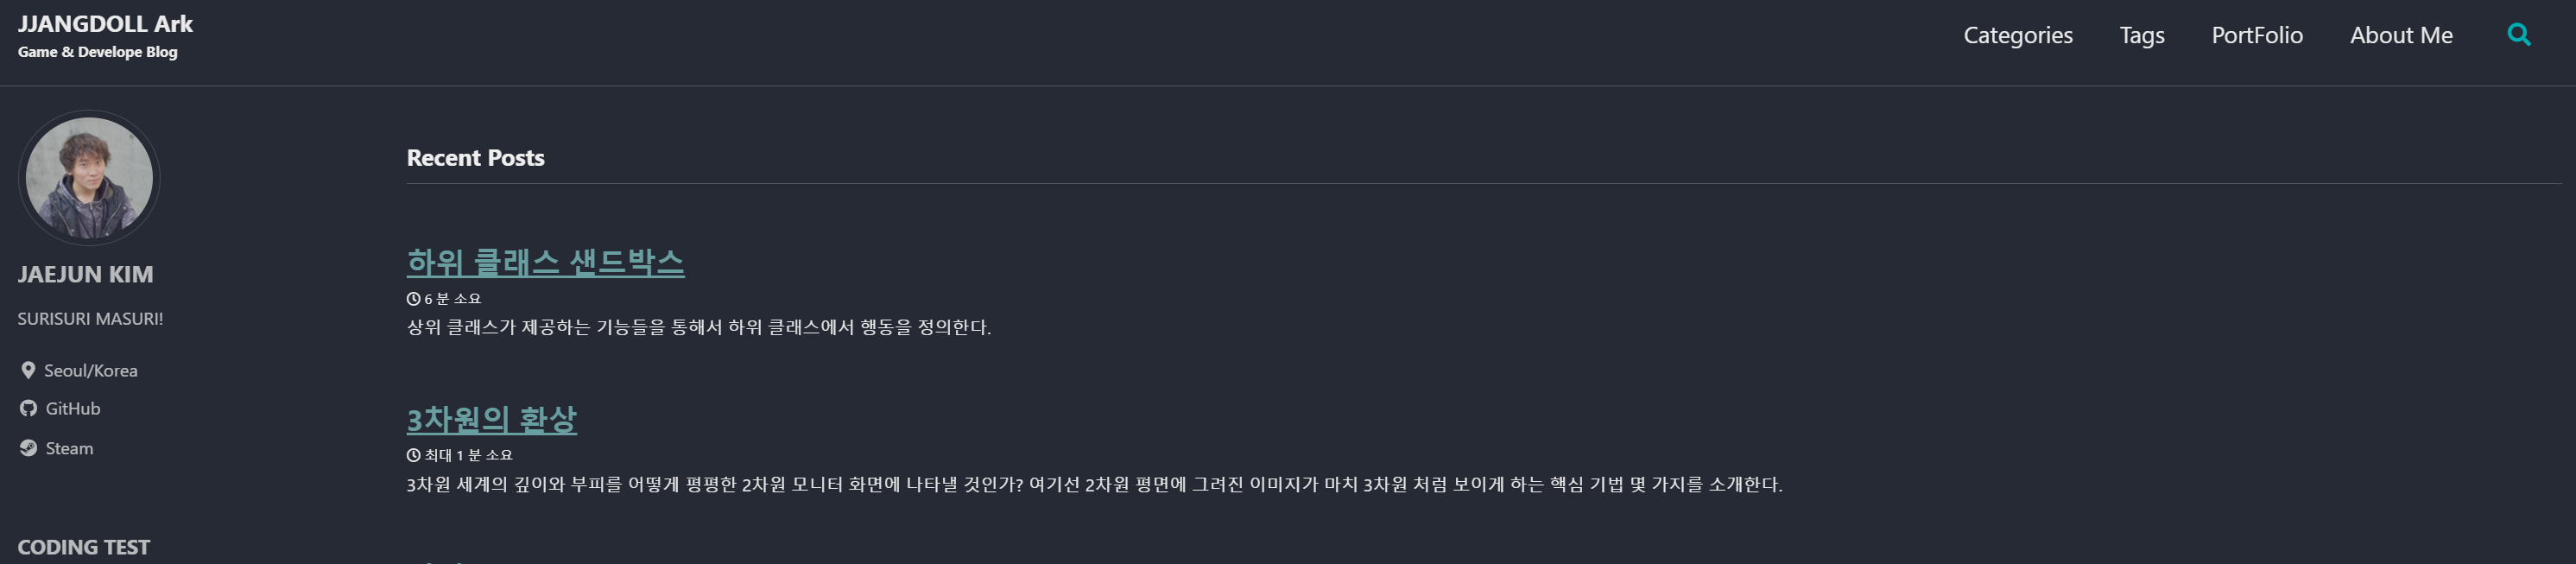 JJANGDOLL Ark
Game & Develope Blog
Categories Tags PortFolio About Me
JAEJUN KIM
SURISURI MASURI!
Seoul/Korea
GitHub
Steam
CODING TEST
Recent Posts
하위 클래스 샌드박스
6 분 소요
상위 클래스가 제공하는 기능들을 통해서 하위 클래스에서 행동을 정의한다.
3차원의 환상
최대 1 분 소요
3차원 세계의 깊이와 부피를 어떻게 평평한 2차원 모니터 화면에 나타낼 것인가? 여기선 2차원 평면에 그려진 이미지가 마치 3차원 처럼 보이게 하는 핵심 기법 몇 가지를 소개한다.